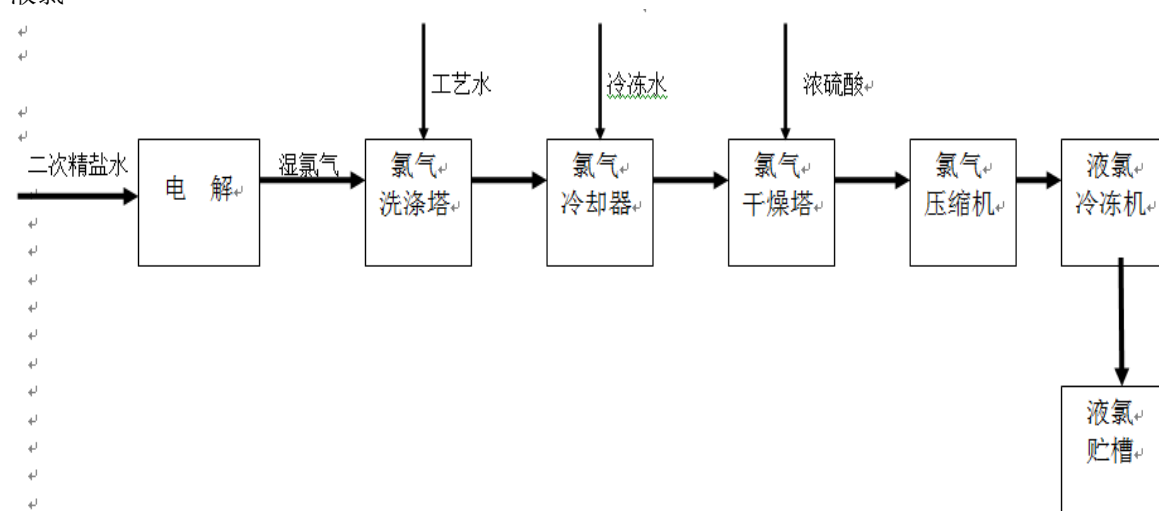 工艺水
冷冻水
浓硫酸
二次精盐水
湿氯气
电 解
氯气
洗涤塔
氯气
冷却器
氯气
干燥塔
氯气
压缩机
液氯
冷冻机
液氯
贮槽